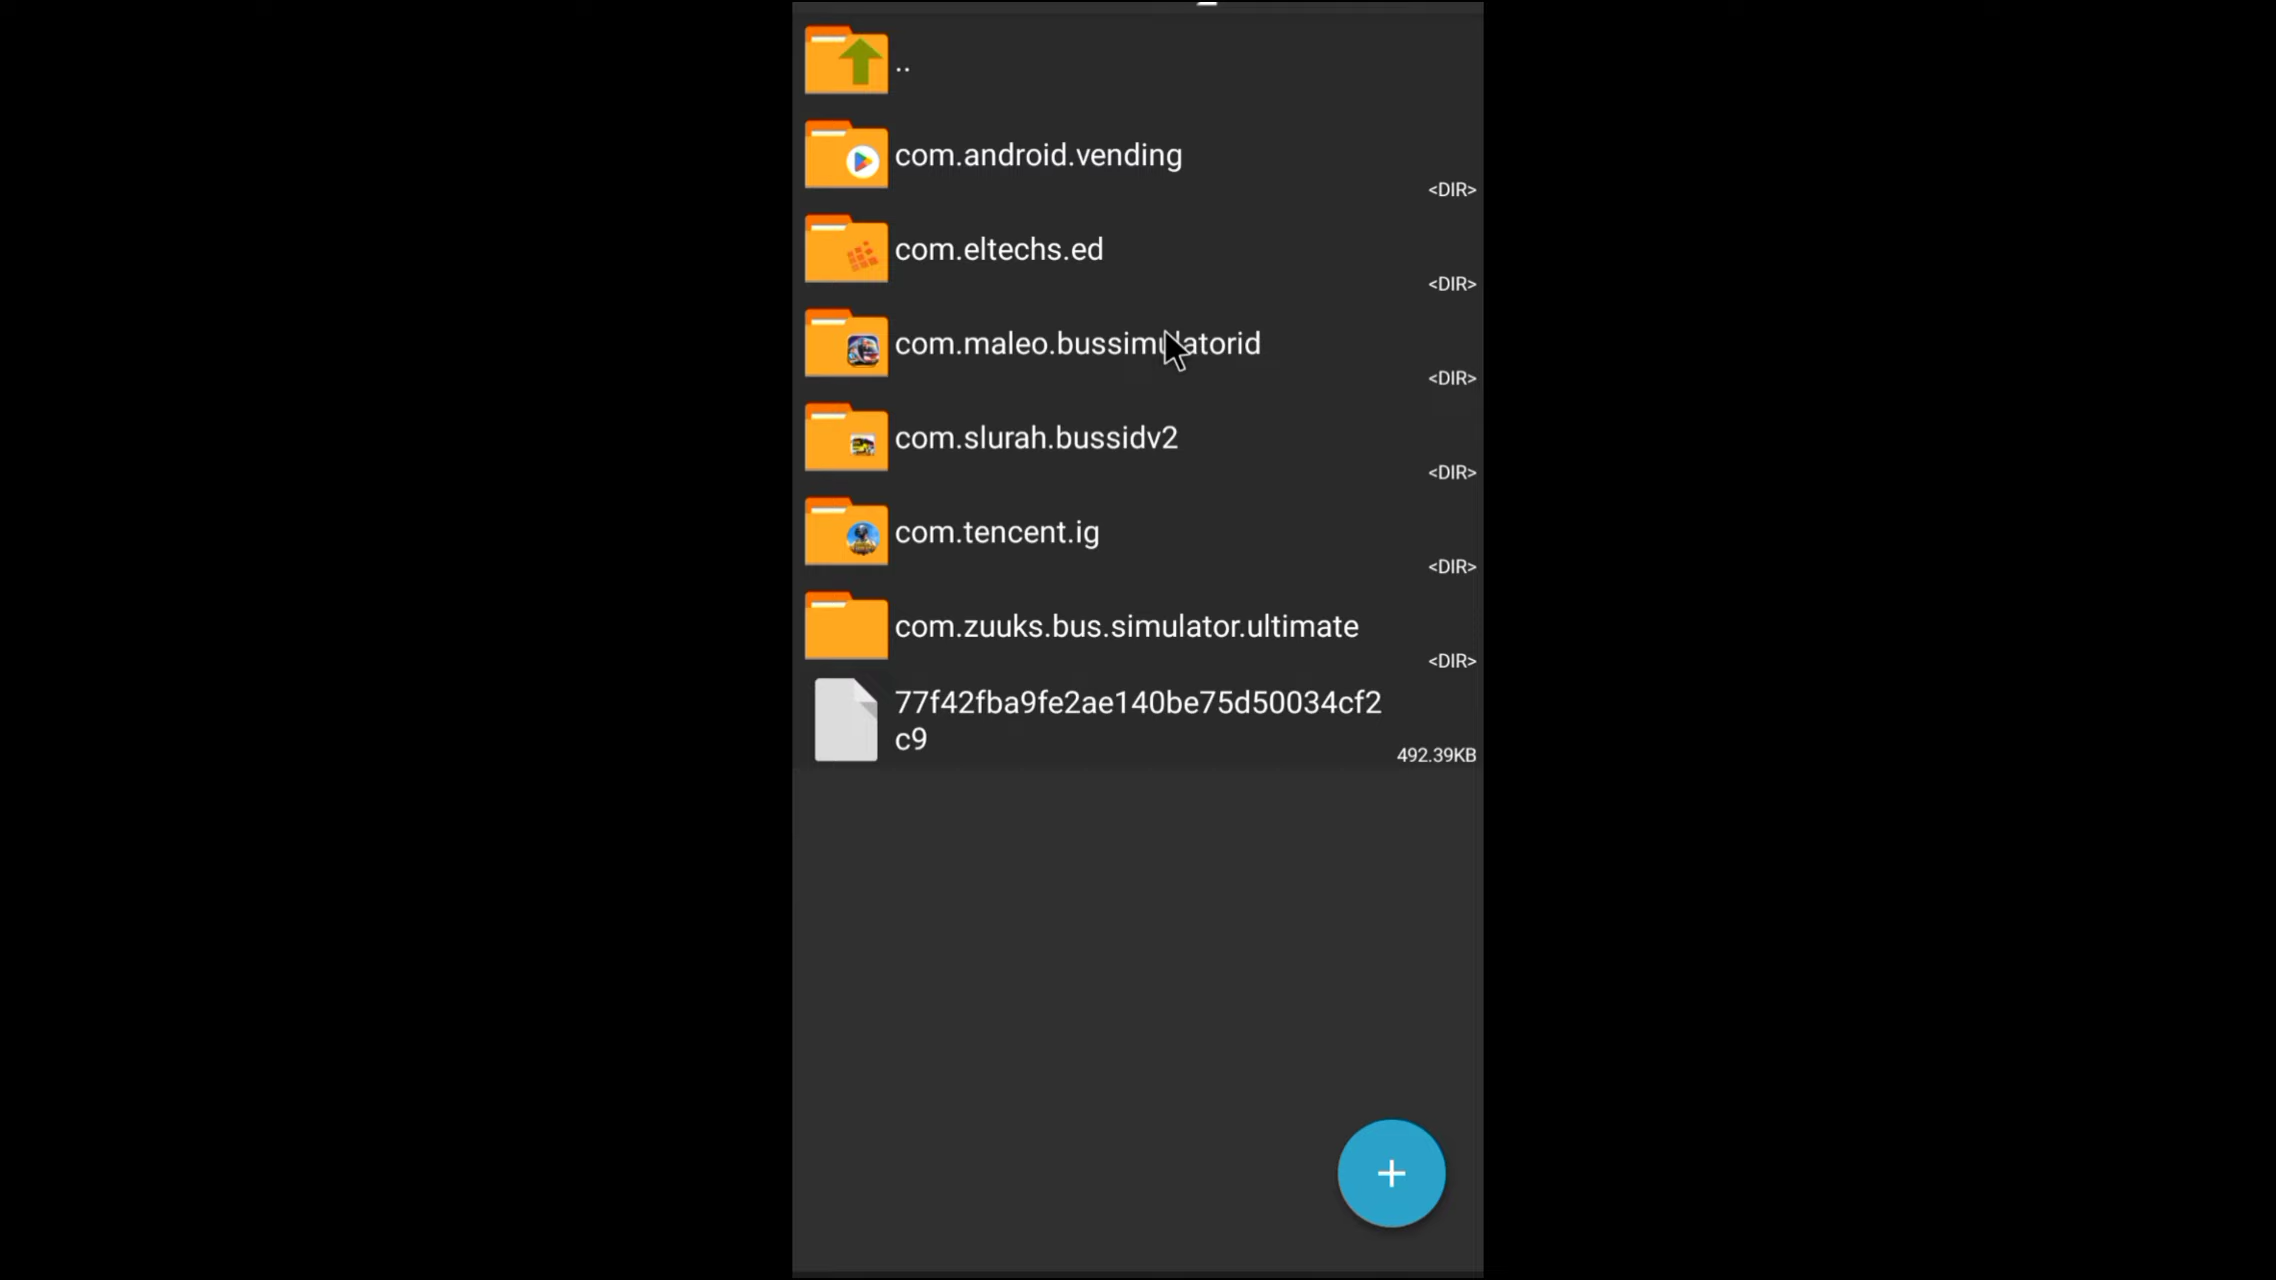 ..
com.android.vending
<DIR>
com.eltechs.ed
<DIR>
com.maleo.bussimulatorid
<DIR>
com.slurah.bussidv2
<DIR>
com.tencent.ig
<DIR>
com.zuuks.bus.simulator.ultimate
<DIR>
77f42fba9fe2ae140be75d50034cf2
c9
492.39KB